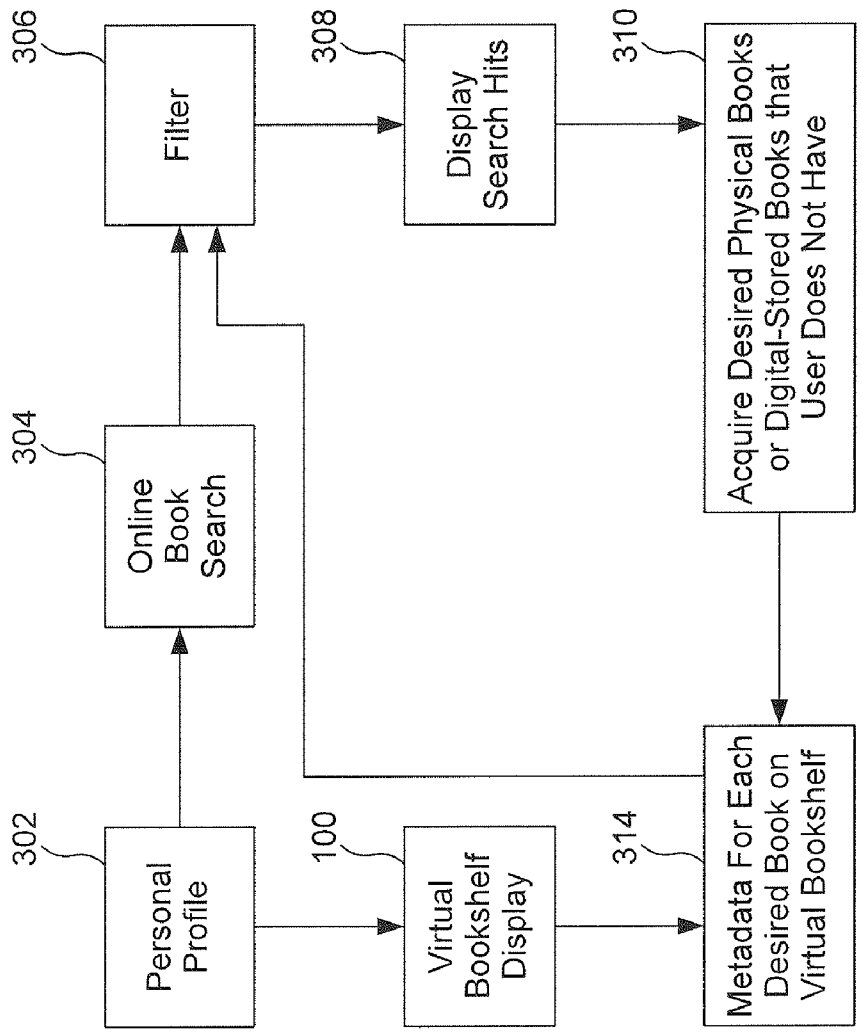 302
Personal
Profile
304
Online
Book
Search
306
Filter
100
Virtual
Bookshelf
Display
308
Display
Search Hits
314
Metadata For Each
Desired Book on
Virtual Bookshelf
310
Acquire Desired Physical Books
or Digital-Stored Books that
User Does Not Have